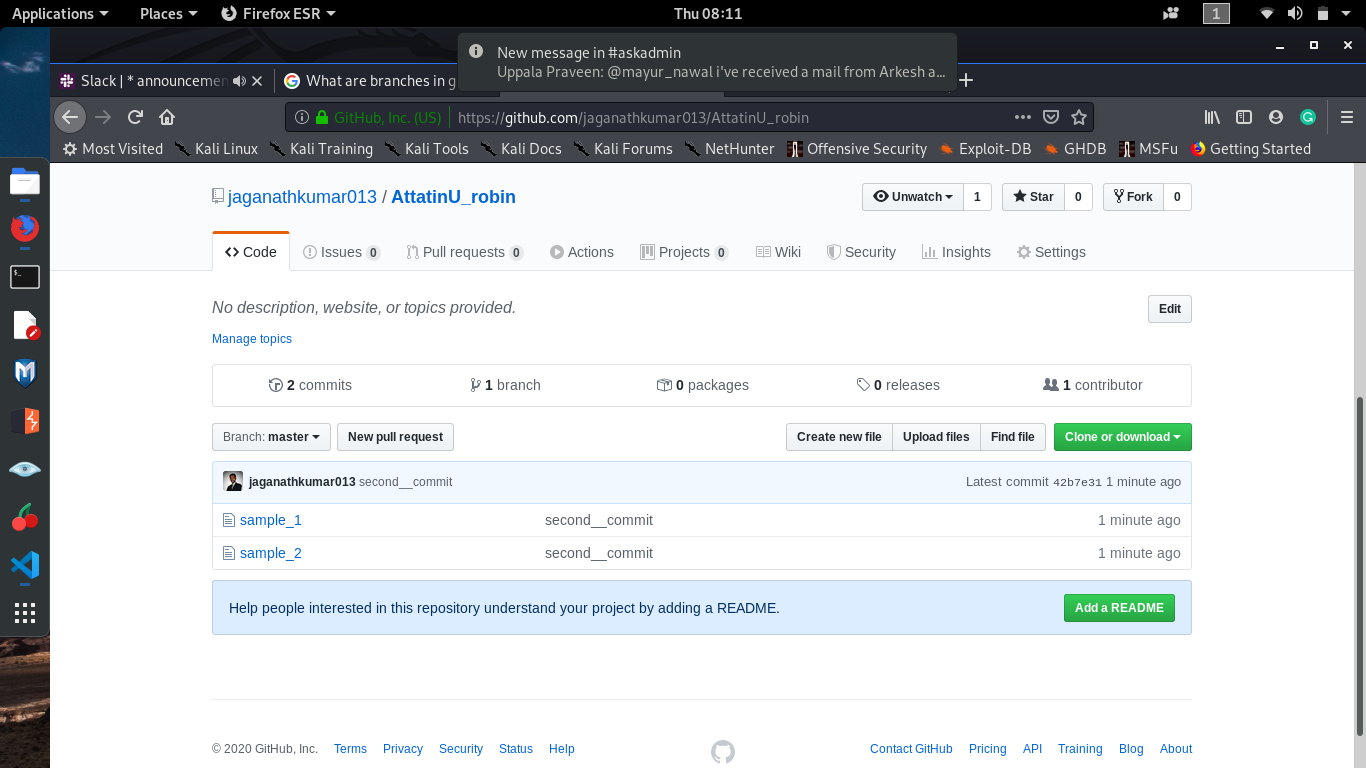 Applications Places Firefox ESR Thu 08:11 1
New message in #askadmin
Uppala Praveen: @mayur_nawal i've received a mail from Arkesh a...
Slack | * announcemen What are branches in g
GitHub, Inc. (US) https://github.com/jaganathkumar013/AttatinU_robin
Most Visited Kali Linux Kali Training Kali Tools Kali Docs Kali Forums NetHunter Offensive Security Exploit-DB GHDB MSFu Getting Started
jaganathkumar013 / AttatinU_robin Unwatch 1 Star 0 Fork 0
Code Issues 0 Pull requests 0 Actions Projects 0 Wiki Security Insights Settings
No description, website, or topics provided. Edit
Manage topics
2 commits 1 branch 0 packages 0 releases 1 contributor
Branch: master New pull request Create new file Upload files Find file Clone or download
jaganathkumar013 second__commit Latest commit 42b7e31 1 minute ago
sample_1 second__commit 1 minute ago
sample_2 second__commit 1 minute ago
Help people interested in this repository understand your project by adding a README. Add a README
© 2020 GitHub, Inc. Terms Privacy Security Status Help Contact GitHub Pricing API Training Blog About